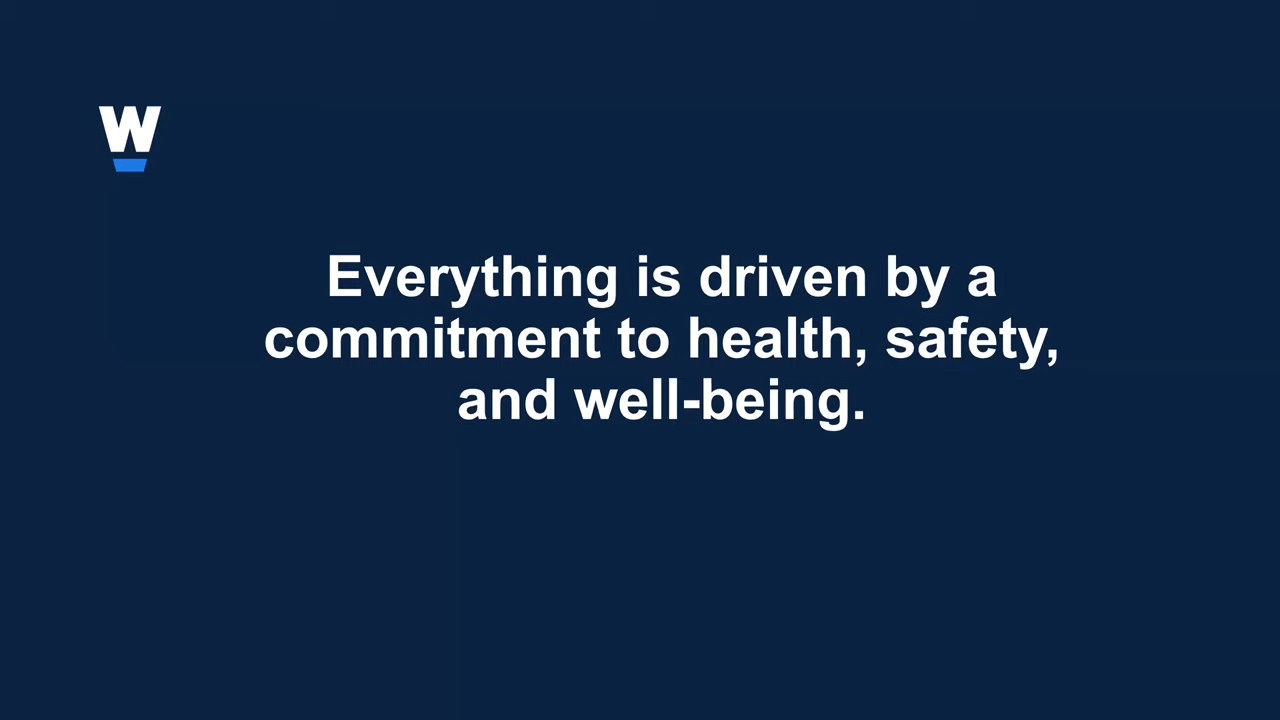 W
Everything is driven by a
commitment to health, safety,
and well-being.